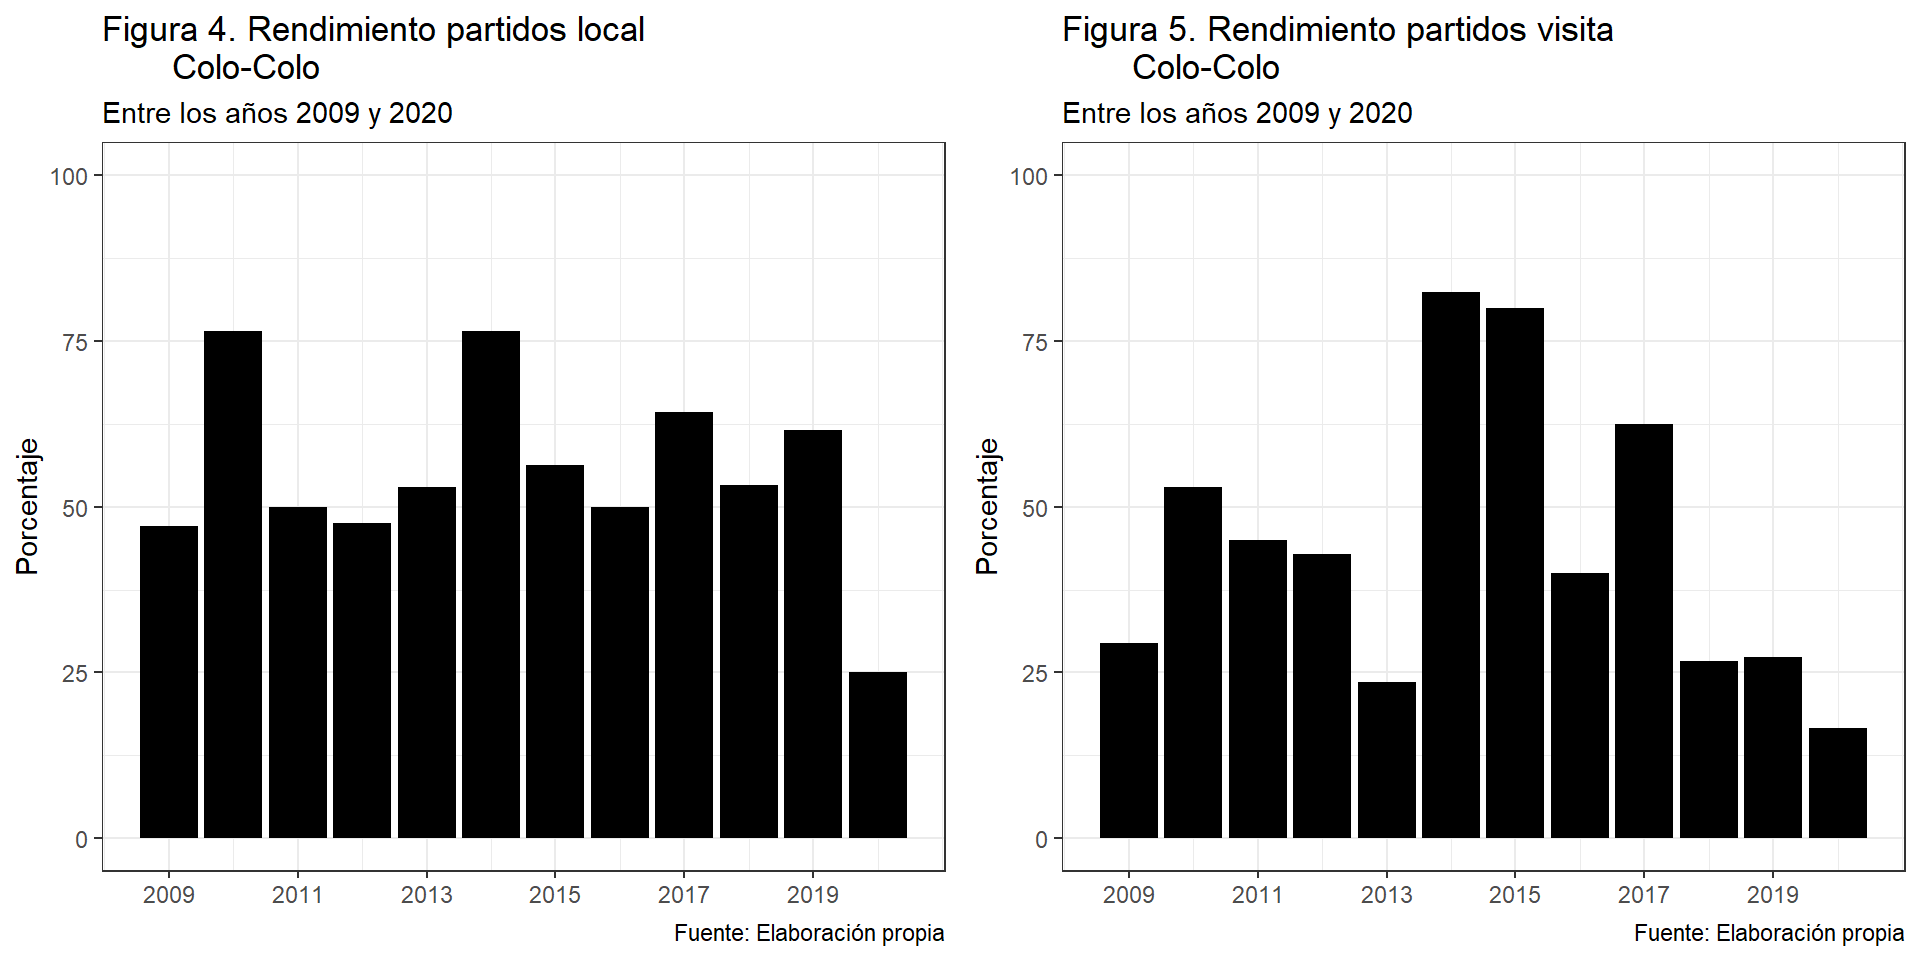 Figura 4. Rendimiento partidos local
Colo-Colo
Entre los años 2009 y 2020
Porcentaje
100
75
50
25
0
2009 2011 2013 2015 2017 2019
Fuente: Elaboración propia
Figura 5. Rendimiento partidos visita
Colo-Colo
Entre los años 2009 y 2020
Porcentaje
100
75
50
25
0
2009 2011 2013 2015 2017 2019
Fuente: Elaboración propia